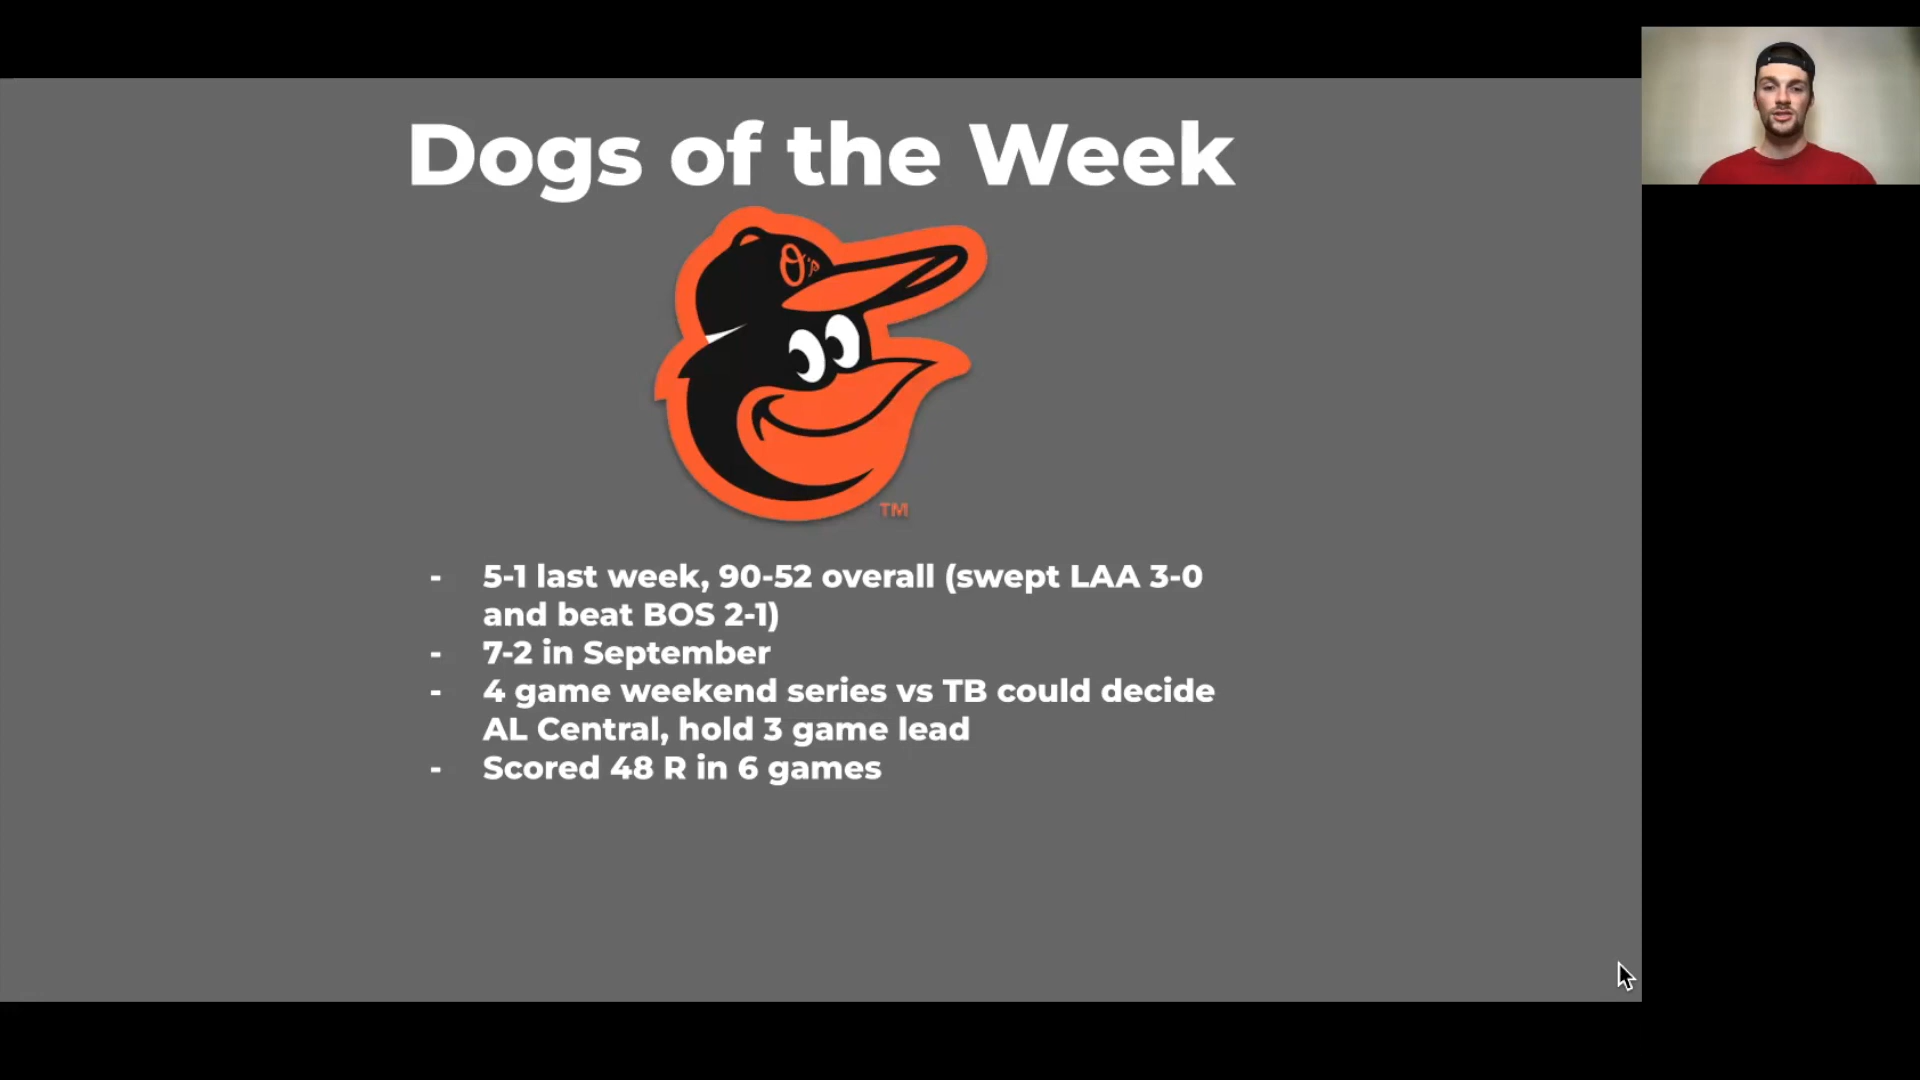 Dogs of the Week
O's
TM
- 5-1 last week, 90-52 overall (swept LAA 3-0
and beat BOS 2-1)
- 7-2 in September
- 4 game weekend series vs TB could decide
AL Central, hold 3 game lead
- Scored 48 R in 6 games